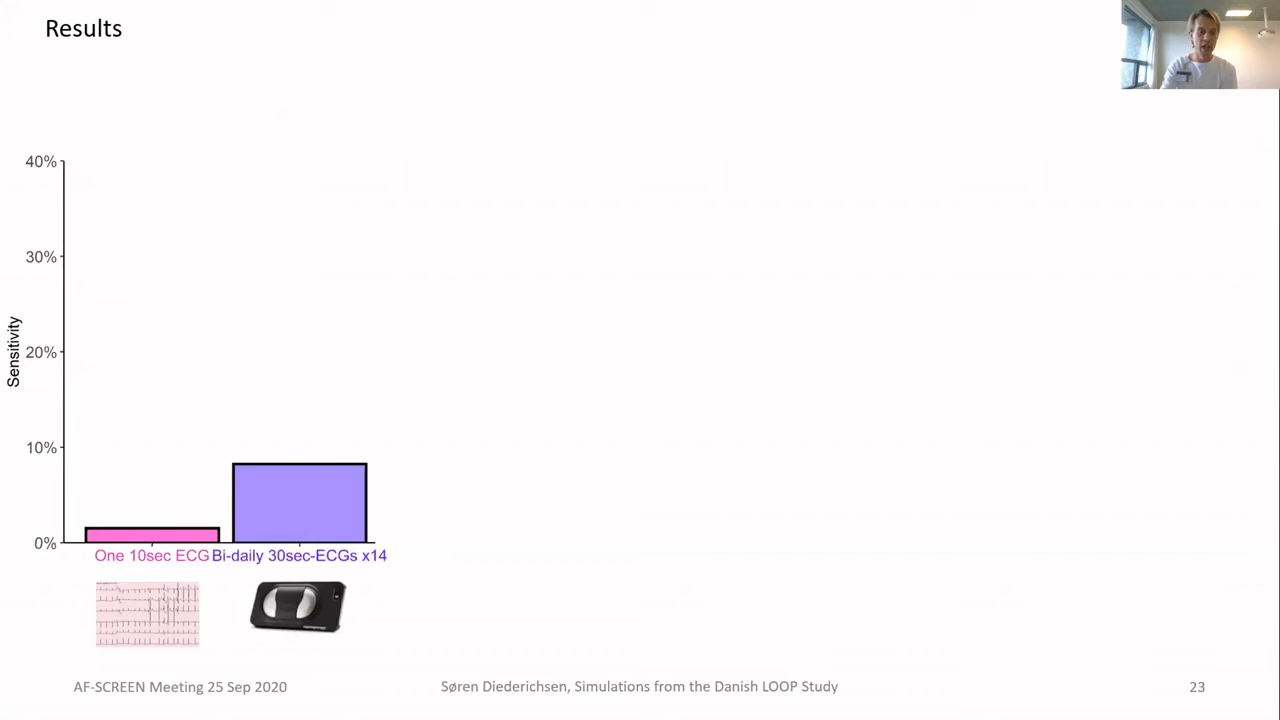 Results
40%
30%
20%
10%
0%
Sensitivity
One 10sec ECG
Bi-daily 30sec-ECGs x14
AF-SCREEN Meeting 25 Sep 2020
Søren Diederichsen, Simulations from the Danish LOOP Study
23